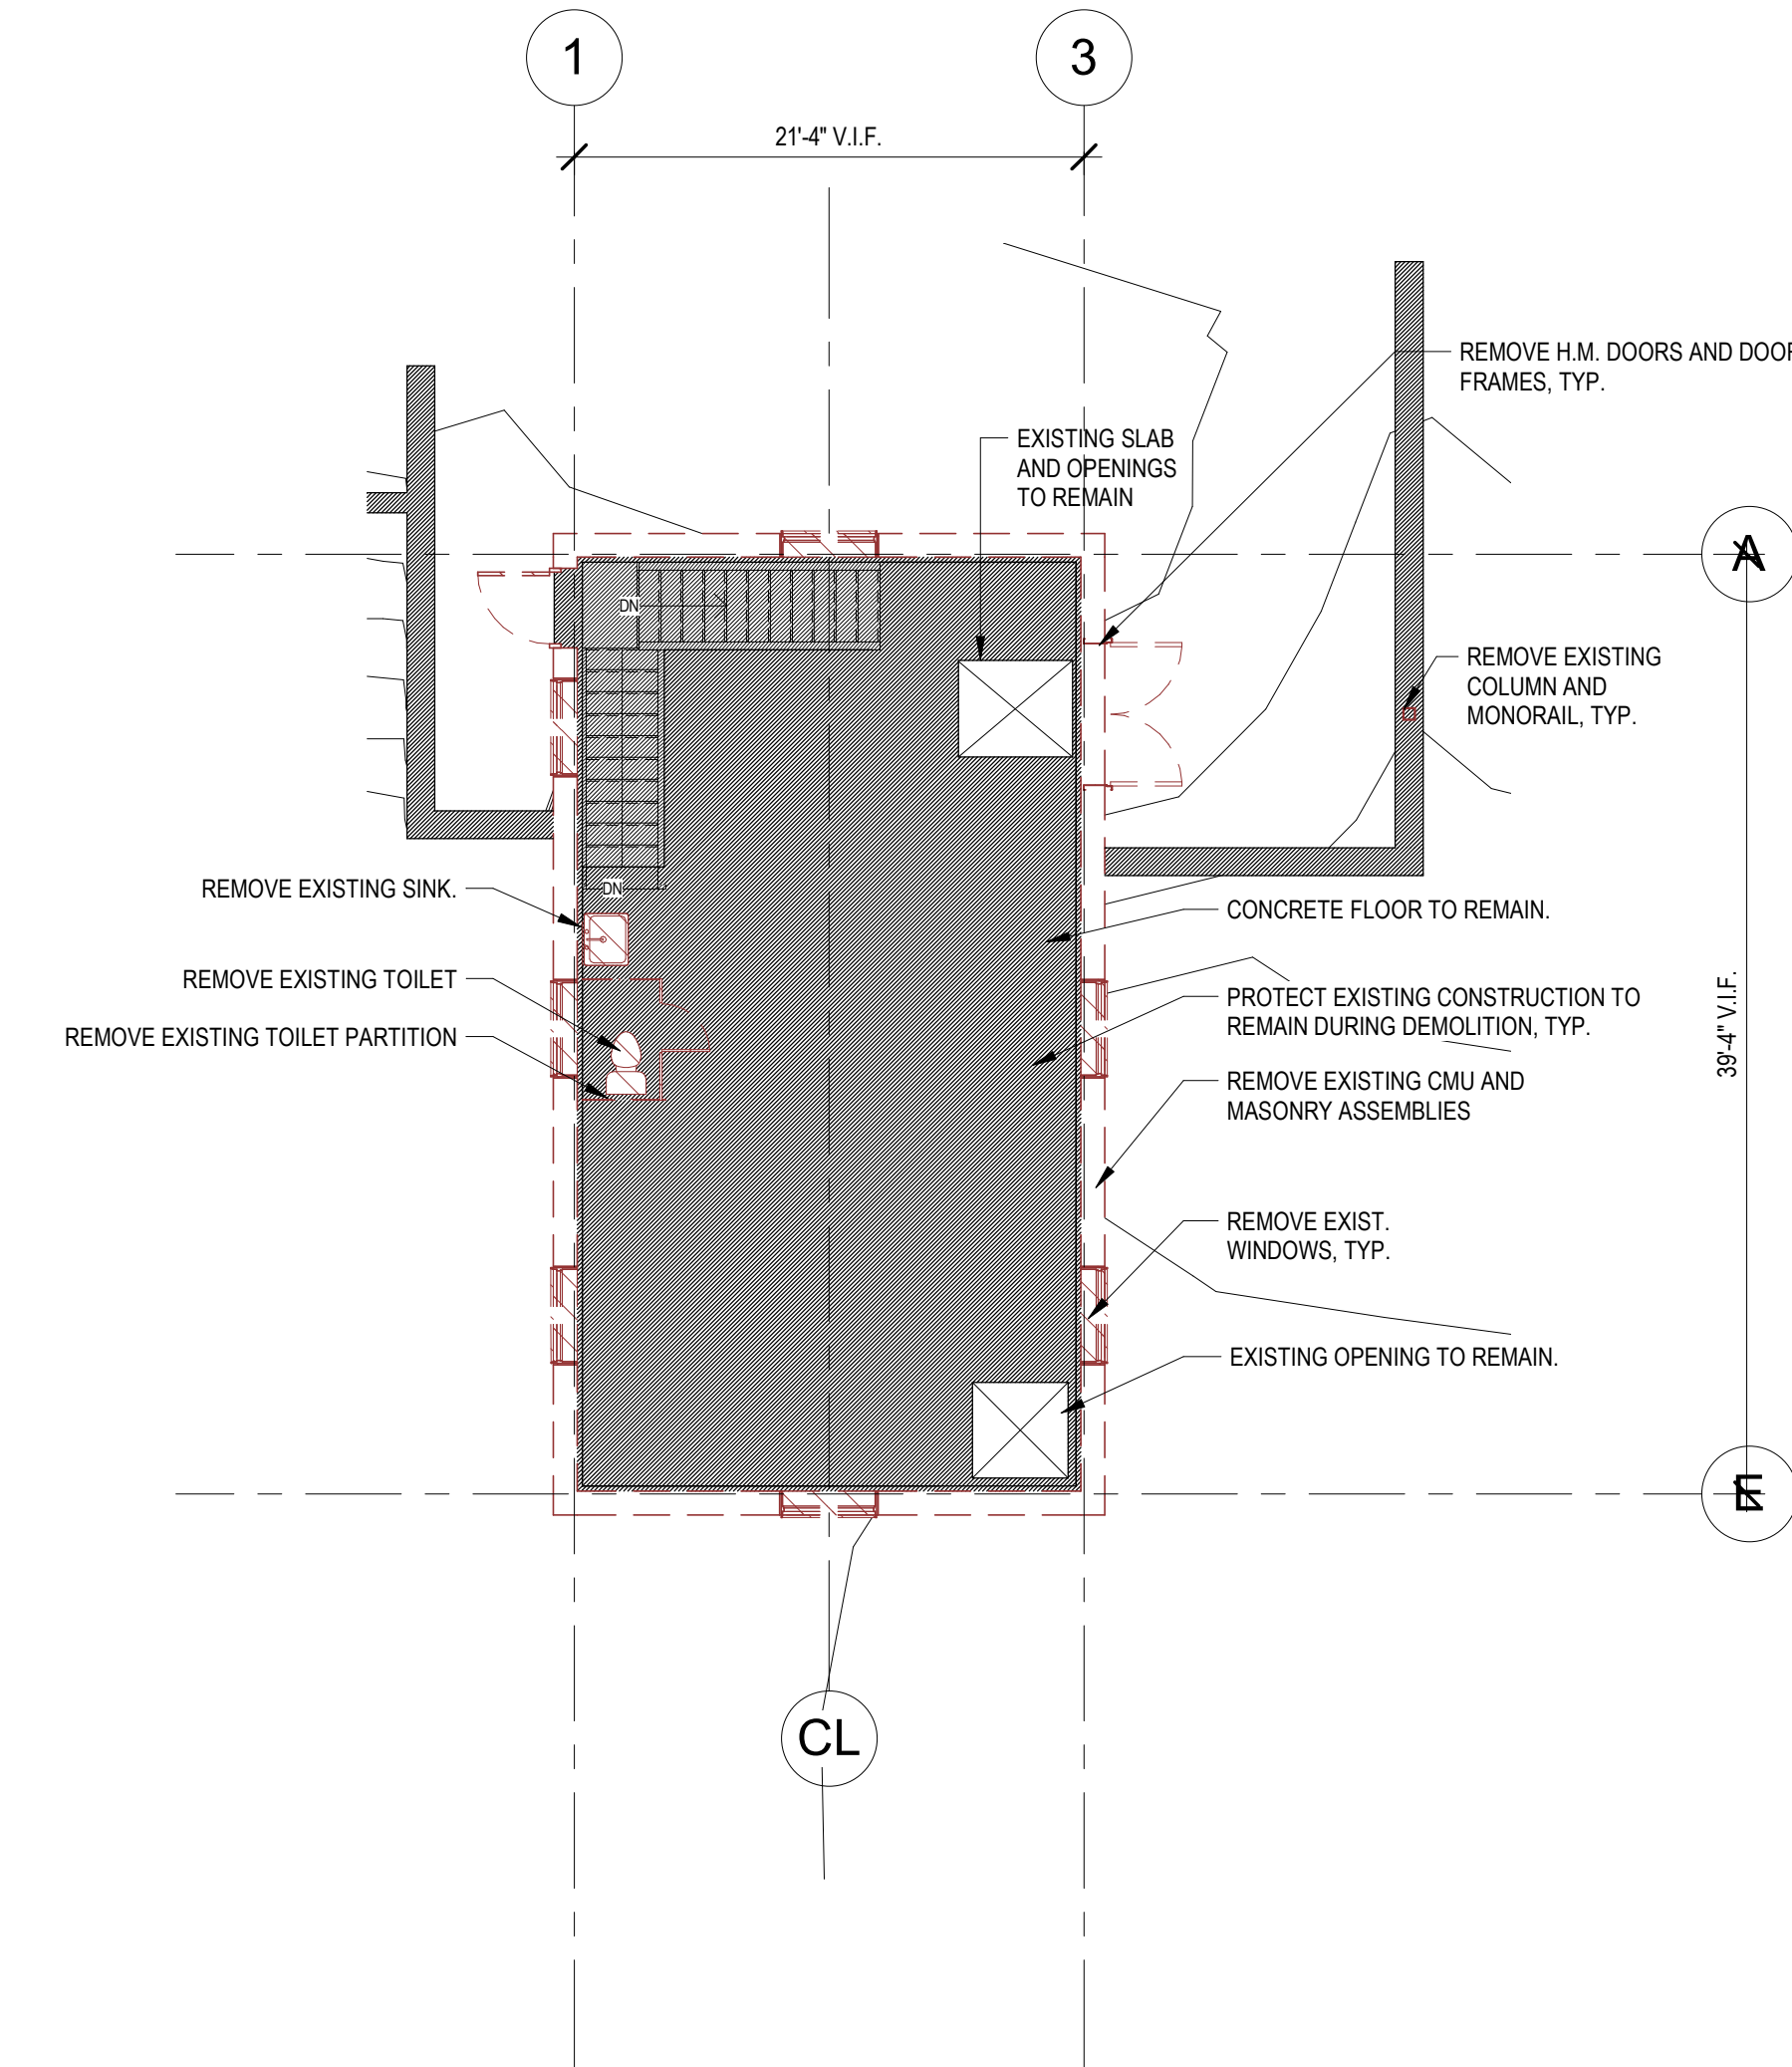 1
3
21'-4" V.I.F.
REMOVE H.M. DOORS AND DOOR
FRAMES, TYP.
EXISTING SLAB
AND OPENINGS
TO REMAIN
A
DN
REMOVE EXISTING
COLUMN AND
MONORAIL, TYP.
DN
REMOVE EXISTING SINK.
CONCRETE FLOOR TO REMAIN.
REMOVE EXISTING TOILET
PROTECT EXISTING CONSTRUCTION TO
REMAIN DURING DEMOLITION, TYP.
REMOVE EXISTING TOILET PARTITION
39'-4" V.I.F.
REMOVE EXISTING CMU AND
MASONRY ASSEMBLIES
REMOVE EXIST.
WINDOWS, TYP.
EXISTING OPENING TO REMAIN.
E
CL